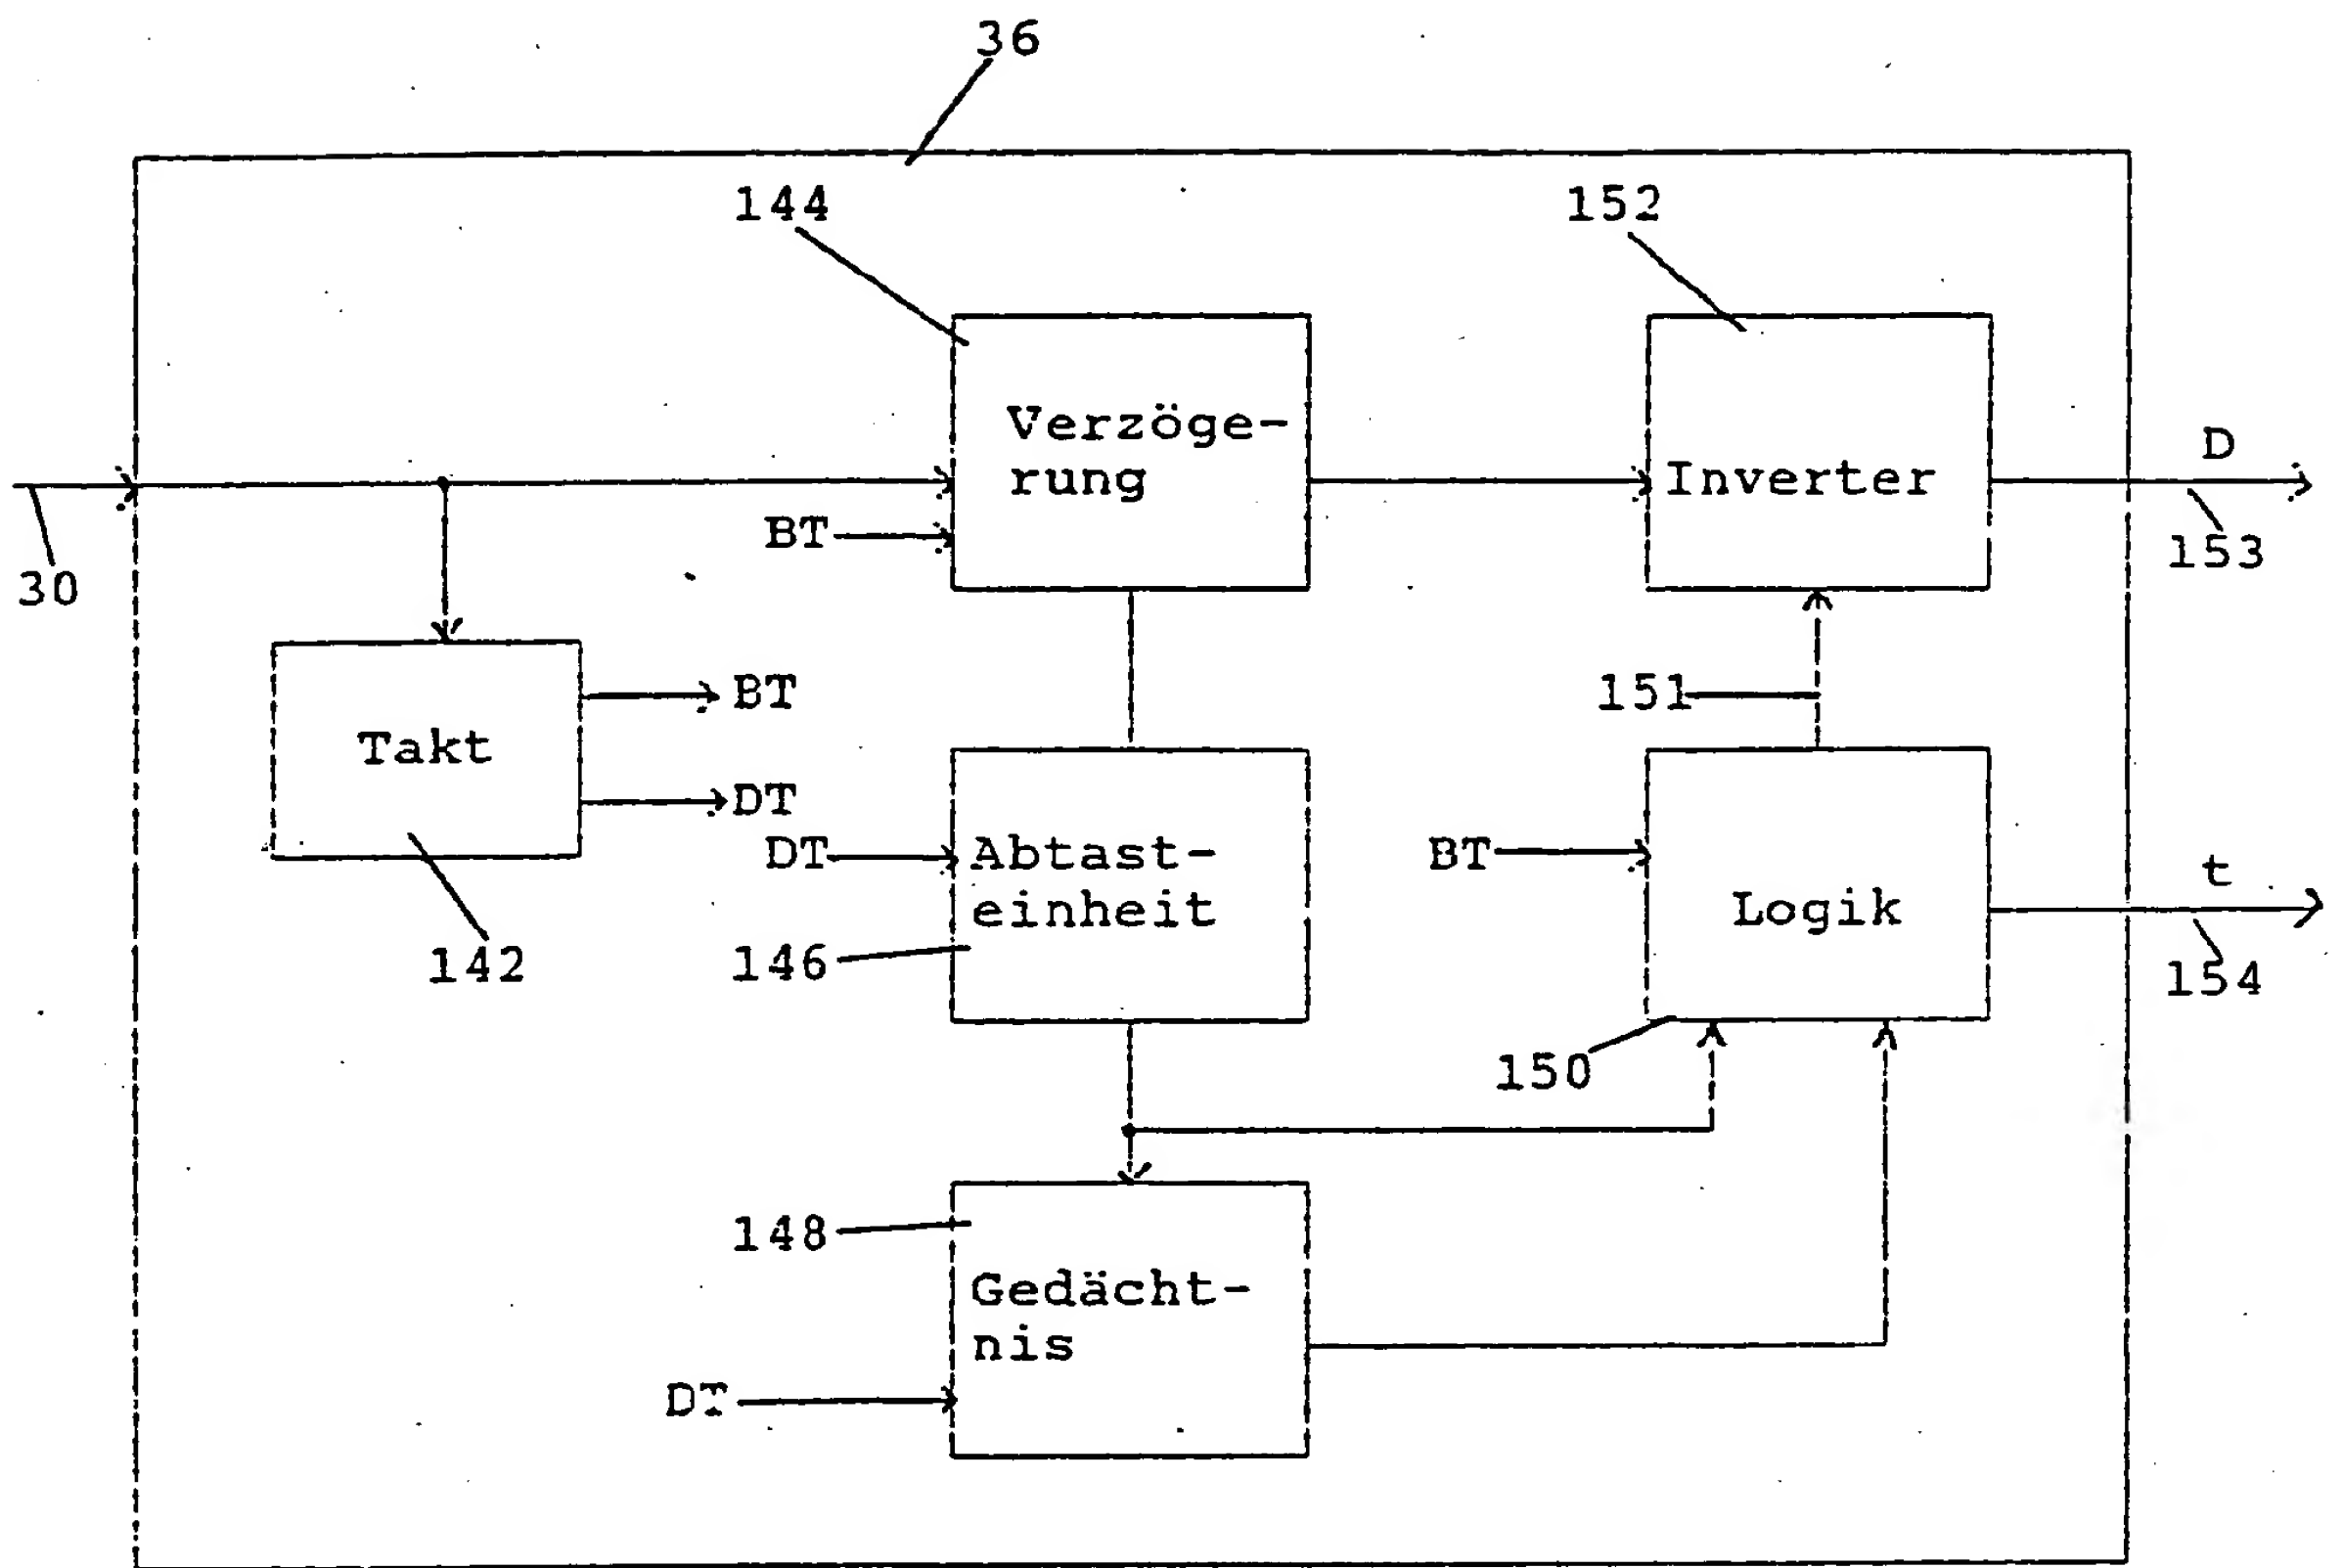 36
144
152
Verzöge-
rung
Inverter
D
BT
153
30
BT
151
Takt
DT
DT
Abtast-
einheit
BT
Logik
t
142
146
154
150
148
Gedächt-
nis
DT